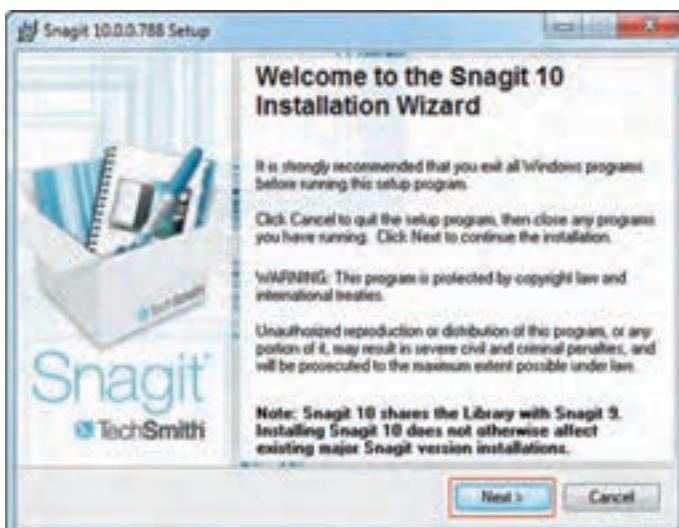 Snagit 10.0.0.788 Setup
Welcome to the Snagit 10
Installation Wizard
It is strongly recommended that you exit all Windows programs
before running this setup program.
Click Cancel to quit the setup program, then close any programs
you have running. Click Next to continue the installation.
WARNING: This program is protected by copyright law and
international treaties.
Unauthorized reproduction or distribution of this program, or any
portion of it, may result in severe civil and criminal penalties, and
will be prosecuted to the maximum extent possible under law.
Note: Snagit 10 shares the Library with Snagit 9.
Installing Snagit 10 does not otherwise affect
existing major Snagit version installations.
TechSmith
Snagit
TechSmith
Next >
Cancel